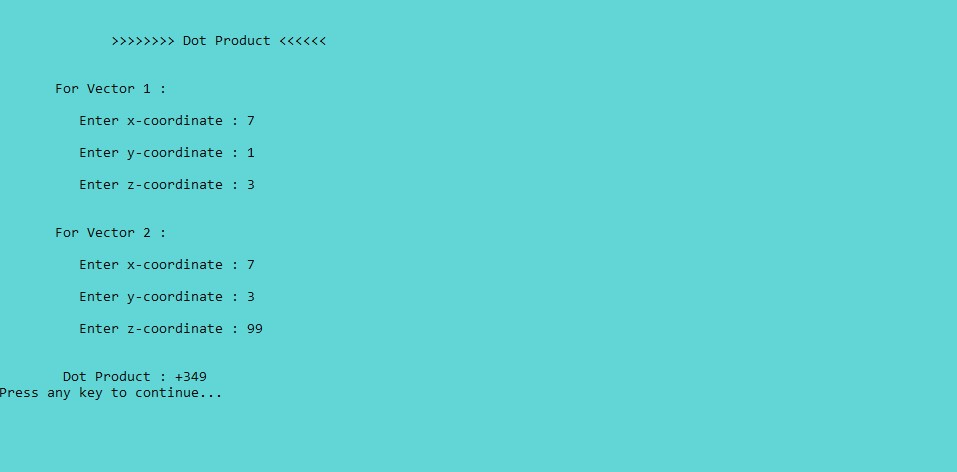 >>>>>>>> Dot Product <<<<<<
For Vector 1 :
Enter x-coordinate : 7
Enter y-coordinate : 1
Enter z-coordinate : 3
For Vector 2 :
Enter x-coordinate : 7
Enter y-coordinate : 3
Enter z-coordinate : 99
Dot Product : +349
Press any key to continue...